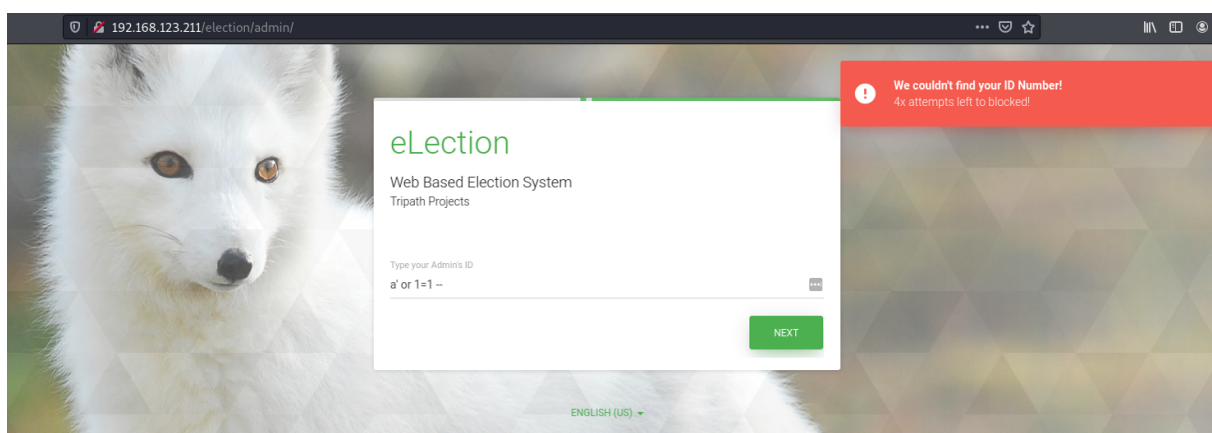 192.168.123.211/election/admin/
We couldn't find your ID Number!
4x attempts left to blocked!
eLection
Web Based Election System
Tripath Projects
Type your Admin's ID
a' or 1=1 --
NEXT
ENGLISH (US)